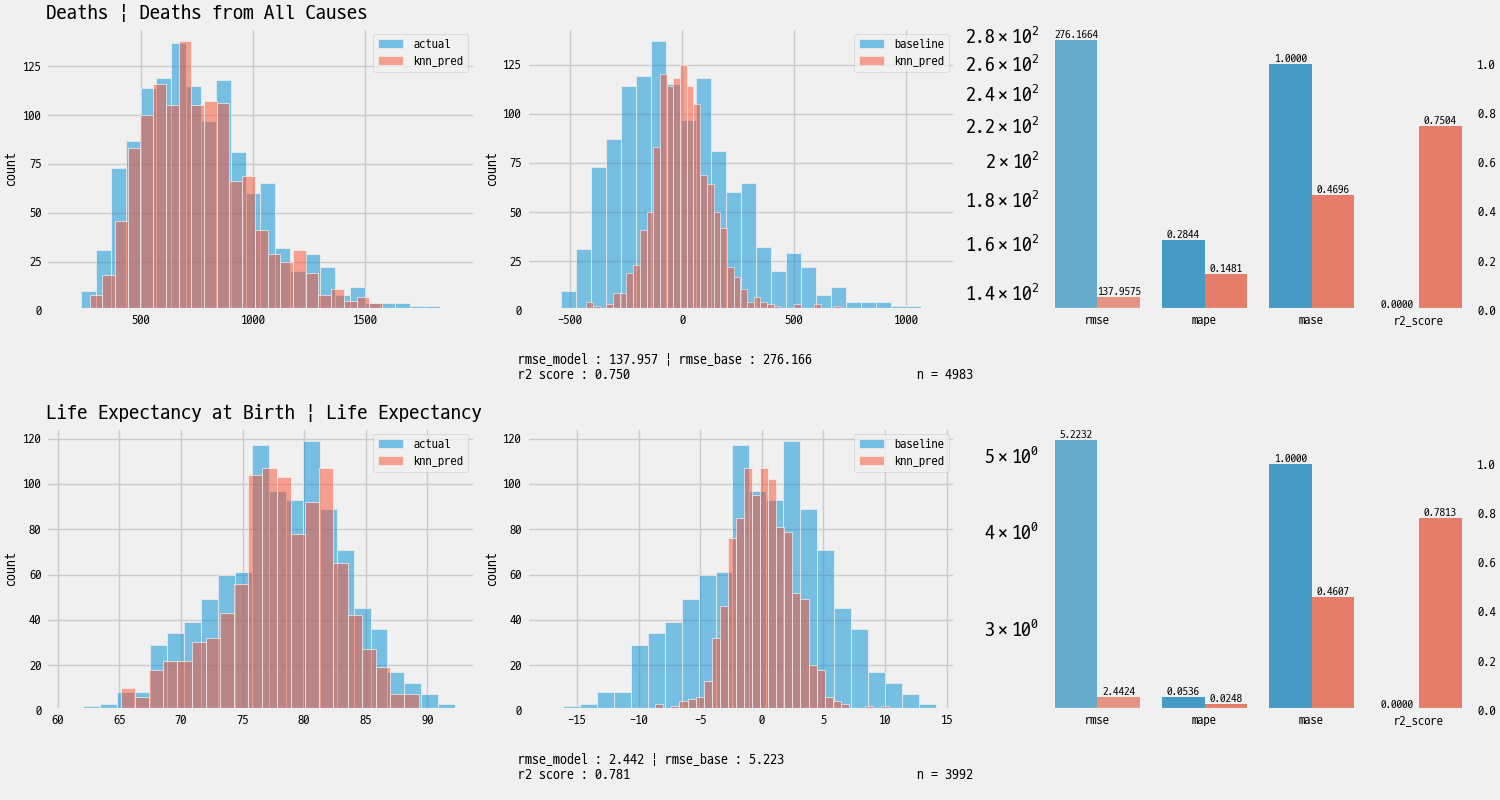 Deaths ¦ Deaths from All Causes
actual
knn_pred
count
125
100
75
50
25
0
500
1000
1500
baseline
knn_pred
count
125
100
75
50
25
0
−500
0
500
1000
2.8 × 10²
2.6 × 10²
2.4 × 10²
2.2 × 10²
2 × 10²
1.8 × 10²
1.6 × 10²
1.4 × 10²
276.1664
137.9575
0.2844
0.1481
1.0000
0.4696
0.0000
0.7504
rmse
mape
mase
r2_score
1.0
0.8
0.6
0.4
0.2
0.0
rmse_model : 137.957 ¦ rmse_base : 276.166
r2 score : 0.750
n = 4983
Life Expectancy at Birth ¦ Life Expectancy
actual
knn_pred
count
120
100
80
60
40
20
0
60
65
70
75
80
85
90
baseline
knn_pred
count
120
100
80
60
40
20
0
−15
−10
−5
0
5
10
15
5 × 10⁰
4 × 10⁰
3 × 10⁰
5.2232
2.4424
0.0536
0.0248
1.0000
0.4607
0.0000
0.7813
rmse
mape
mase
r2_score
1.0
0.8
0.6
0.4
0.2
0.0
rmse_model : 2.442 ¦ rmse_base : 5.223
r2 score : 0.781
n = 3992